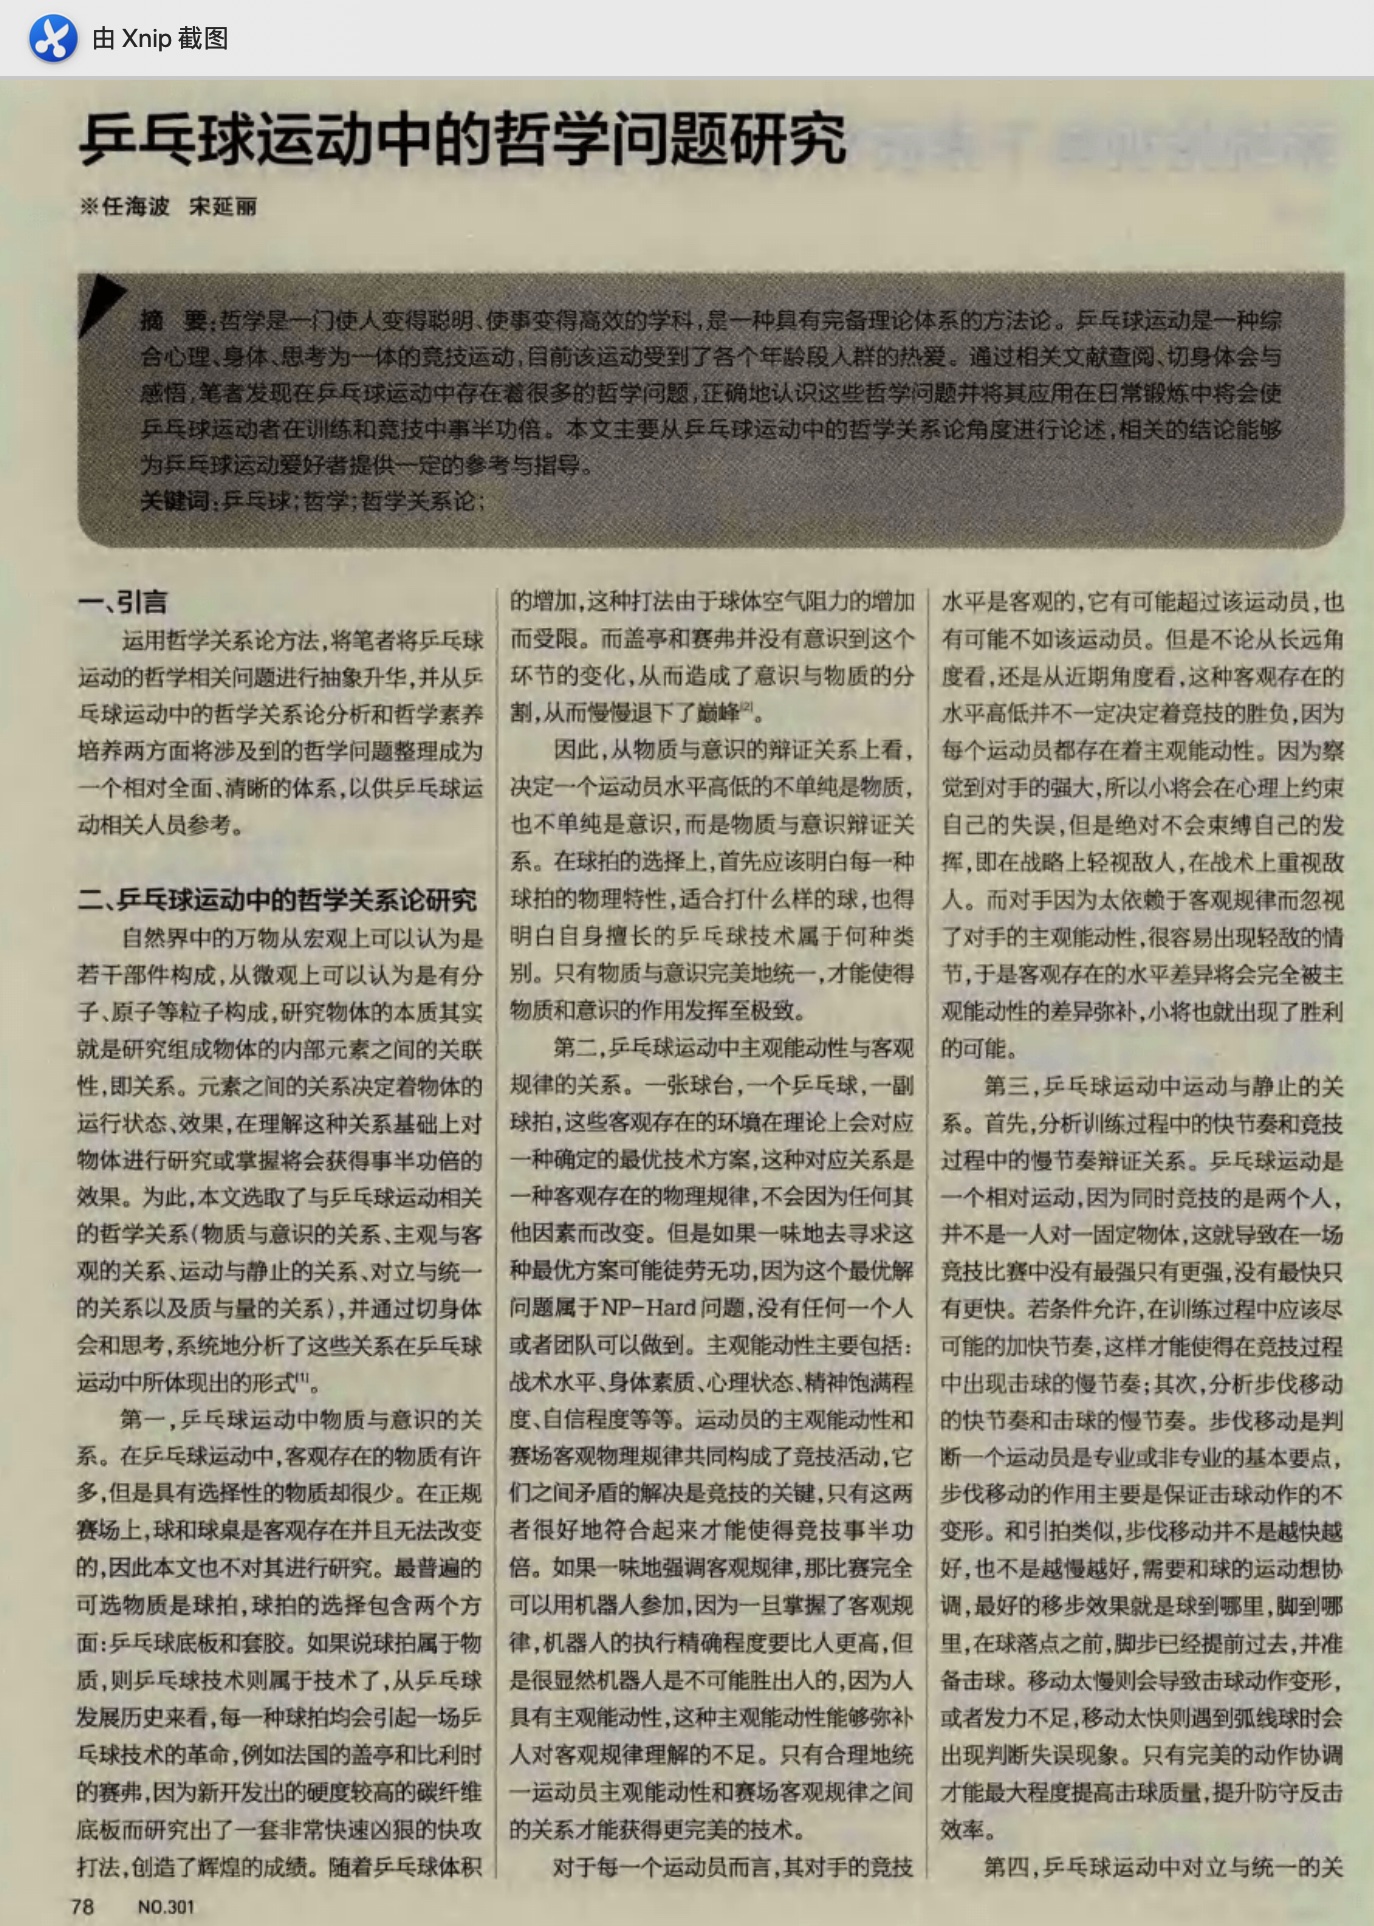 由 Xnip 截图
乒乓球运动中的哲学问题研究
※任海波 宋延丽
摘 要:哲学是一门使人变得聪明、使事变得高效的学科,是一种具有完备理论体系的方法论。乒乓球运动是一种综
合心理、身体、思考为一体的竞技运动,目前该运动受到了各个年龄段人群的热爱。通过相关文献查阅、切身体会与
感悟,笔者发现在乒乓球运动中存在着很多的哲学问题,正确地认识这些哲学问题并将其应用在日常锻炼中将会使
乒乓球运动者在训练和竞技中事半功倍。本文主要从乒乓球运动中的哲学关系论角度进行论述,相关的结论能够
为乒乓球运动爱好者提供一定的参考与指导。
关键词:乒乓球;哲学;哲学关系论;
一、引言
运用哲学关系论方法,将笔者将乒乓球
运动的哲学相关问题进行抽象升华,并从乒
乓球运动中的哲学关系论分析和哲学素养
培养两方面将涉及到的哲学问题整理成为
一个相对全面、清晰的体系,以供乒乓球运
动相关人员参考。
二、乒乓球运动中的哲学关系论研究
自然界中的万物从宏观上可以认为是
若干部件构成,从微观上可以认为是有分
子、原子等粒子构成,研究物体的本质其实
就是研究组成物体的内部元素之间的关联
性,即关系。元素之间的关系决定着物体的
运行状态、效果,在理解这种关系基础上对
物体进行研究或掌握将会获得事半功倍的
效果。为此,本文选取了与乒乓球运动相关
的哲学关系(物质与意识的关系、主观与客
观的关系、运动与静止的关系、对立与统一
的关系以及质与量的关系),并通过切身体
会和思考,系统地分析了这些关系在乒乓球
运动中所体现出的形式[1]。
第一,乒乓球运动中物质与意识的关
系。在乒乓球运动中,客观存在的物质有许
多,但是具有选择性的物质却很少。在正规
赛场上,球和球桌是客观存在并且无法改变
的,因此本文也不对其进行研究。最普遍的
可选物质是球拍,球拍的选择包含两个方
面:乒乓球底板和套胶。如果说球拍属于物
质,则乒乓球技术则属于技术了,从乒乓球
发展历史来看,每一种球拍均会引起一场乒
乓球技术的革命,例如法国的盖亭和比利时
的赛弗,因为新开发出的硬度较高的碳纤维
底板而研究出了一套非常快速凶狠的快攻
打法,创造了辉煌的成绩。随着乒乓球体积
78 NO.301
的增加,这种打法由于球体空气阻力的增加
而受限。而盖亭和赛弗并没有意识到这个
环节的变化,从而造成了意识与物质的分
割,从而慢慢退下了巅峰[2]。
因此,从物质与意识的辩证关系上看,
决定一个运动员水平高低的不单纯是物质,
也不单纯是意识,而是物质与意识辩证关
系。在球拍的选择上,首先应该明白每一种
球拍的物理特性,适合打什么样的球,也得
明白自身擅长的乒乓球技术属于何种类
别。只有物质与意识完美地统一,才能使得
物质和意识的作用发挥至极致。
第二,乒乓球运动中主观能动性与客观
规律的关系。一张球台,一个乒乓球,一副
球拍,这些客观存在的环境在理论上会对应
一种确定的最优技术方案,这种对应关系是
一种客观存在的物理规律,不会因为任何其
他因素而改变。但是如果一味地去寻求这
种最优方案可能徒劳无功,因为这个最优解
问题属于NP-Hard问题,没有任何一个人
或者团队可以做到。主观能动性主要包括:
战术水平、身体素质、心理状态、精神饱满程
度、自信程度等等。运动员的主观能动性和
赛场客观物理规律共同构成了竞技活动,它
们之间矛盾的解决是竞技的关键,只有这两
者很好地符合起来才能使得竞技事半功
倍。如果一味地强调客观规律,那比赛完全
可以用机器人参加,因为一旦掌握了客观规
律,机器人的执行精确程度要比人更高,但
是很显然机器人是不可能胜出人的,因为人
具有主观能动性,这种主观能动性能够弥补
人对客观规律理解的不足。只有合理地统
一运动员主观能动性和赛场客观规律之间
的关系才能获得更完美的技术。
对于每一个运动员而言,其对手的竞技
水平是客观的,它有可能超过该运动员,也
有可能不如该运动员。但是不论从长远角
度看,还是从近期角度看,这种客观存在的
水平高低并不一定决定着竞技的胜负,因为
每个运动员都存在着主观能动性。因为察
觉到对手的强大,所以小将会在心理上约束
自己的失误,但是绝对不会束缚自己的发
挥,即在战略上轻视敌人,在战术上重视敌
人。而对手因为太依赖于客观规律而忽视
了对手的主观能动性,很容易出现轻敌的情
节,于是客观存在的水平差异将会完全被主
观能动性的差异弥补,小将也就出现了胜利
的可能。
第三,乒乓球运动中运动与静止的关
系。首先,分析训练过程中的快节奏和竞技
过程中的慢节奏辩证关系。乒乓球运动是
一个相对运动,因为同时竞技的是两个人,
并不是一人对一固定物体,这就导致在一场
竞技比赛中没有最强只有更强,没有最快只
有更快。若条件允许,在训练过程中应该尽
可能的加快节奏,这样才能使得在竞技过程
中出现击球的慢节奏;其次,分析步伐移动
的快节奏和击球的慢节奏。步伐移动是判
断一个运动员是专业或非专业的基本要点,
步伐移动的作用主要是保证击球动作的不
变形。和引拍类似,步伐移动并不是越快越
好,也不是越慢越好,需要和球的运动想协
调,最好的移步效果就是球到哪里,脚到哪
里,在球落点之前,脚步已经提前过去,并准
备击球。移动太慢则会导致击球动作变形,
或者发力不足,移动太快则遇到弧线球时会
出现判断失误现象。只有完美的动作协调
才能最大程度提高击球质量,提升防守反击
效率。
第四,乒乓球运动中对立与统一的关